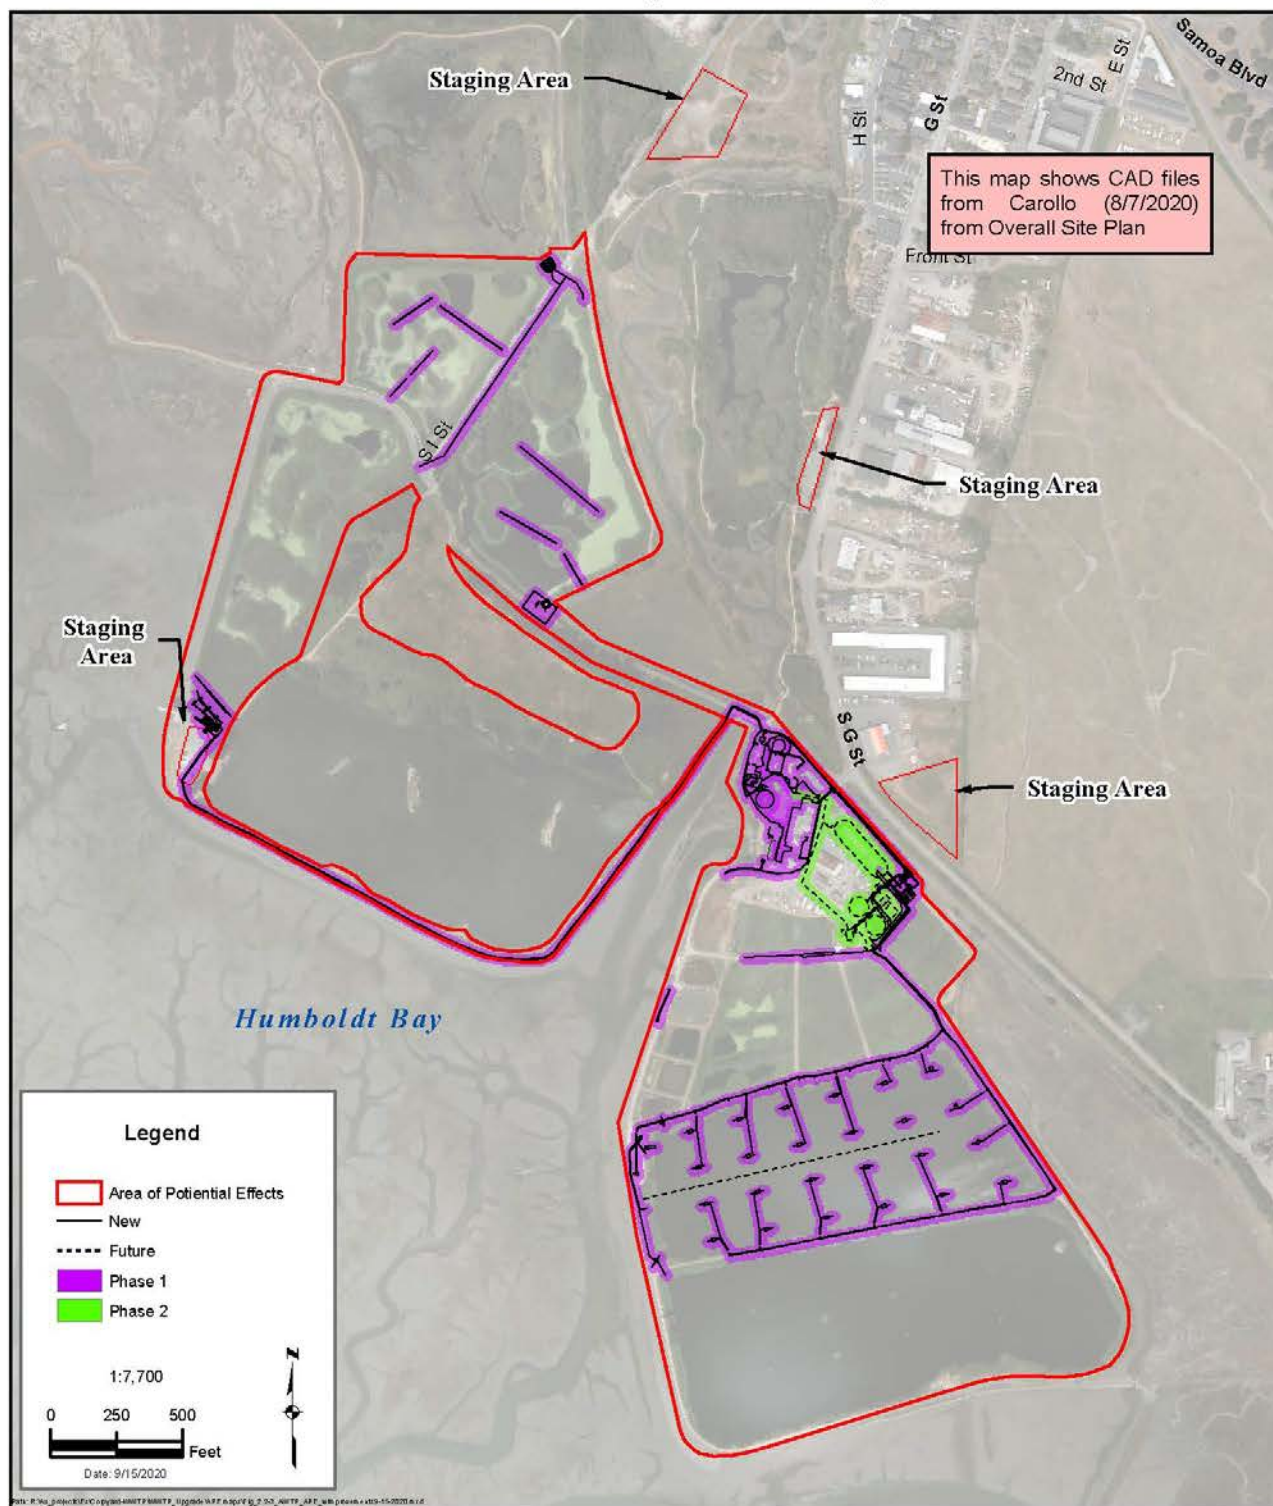 Staging Area
Samoa Blvd
E St
2nd St
G St
H St
This map shows CAD files
from Carollo (8/7/2020)
from Overall Site Plan
Front St
S I St
Staging Area
Staging
Area
S G St
Staging Area
Humboldt Bay
Legend
Area of Potiential Effects
New
Future
Phase 1
Phase 2
1:7,700
N
0 250 500
Feet
Date: 9/15/2020